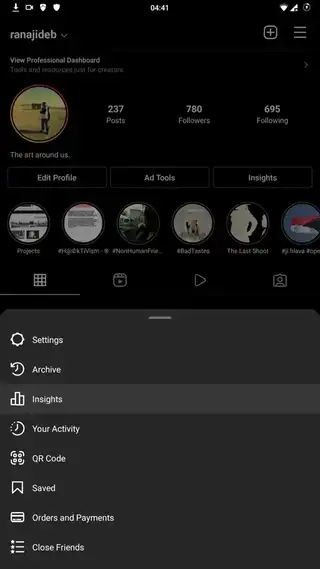 04:41
ranajideb
View Professional Dashboard
Tools and resources just for creators.
237 780 695
Posts Followers Following
The art around us.
Edit Profile Ad Tools Insights
Projects #NonHumanFrie... #BadTastes The Last Shoot
Settings
Archive
Insights
Your Activity
QR Code
Saved
Orders and Payments
Close Friends